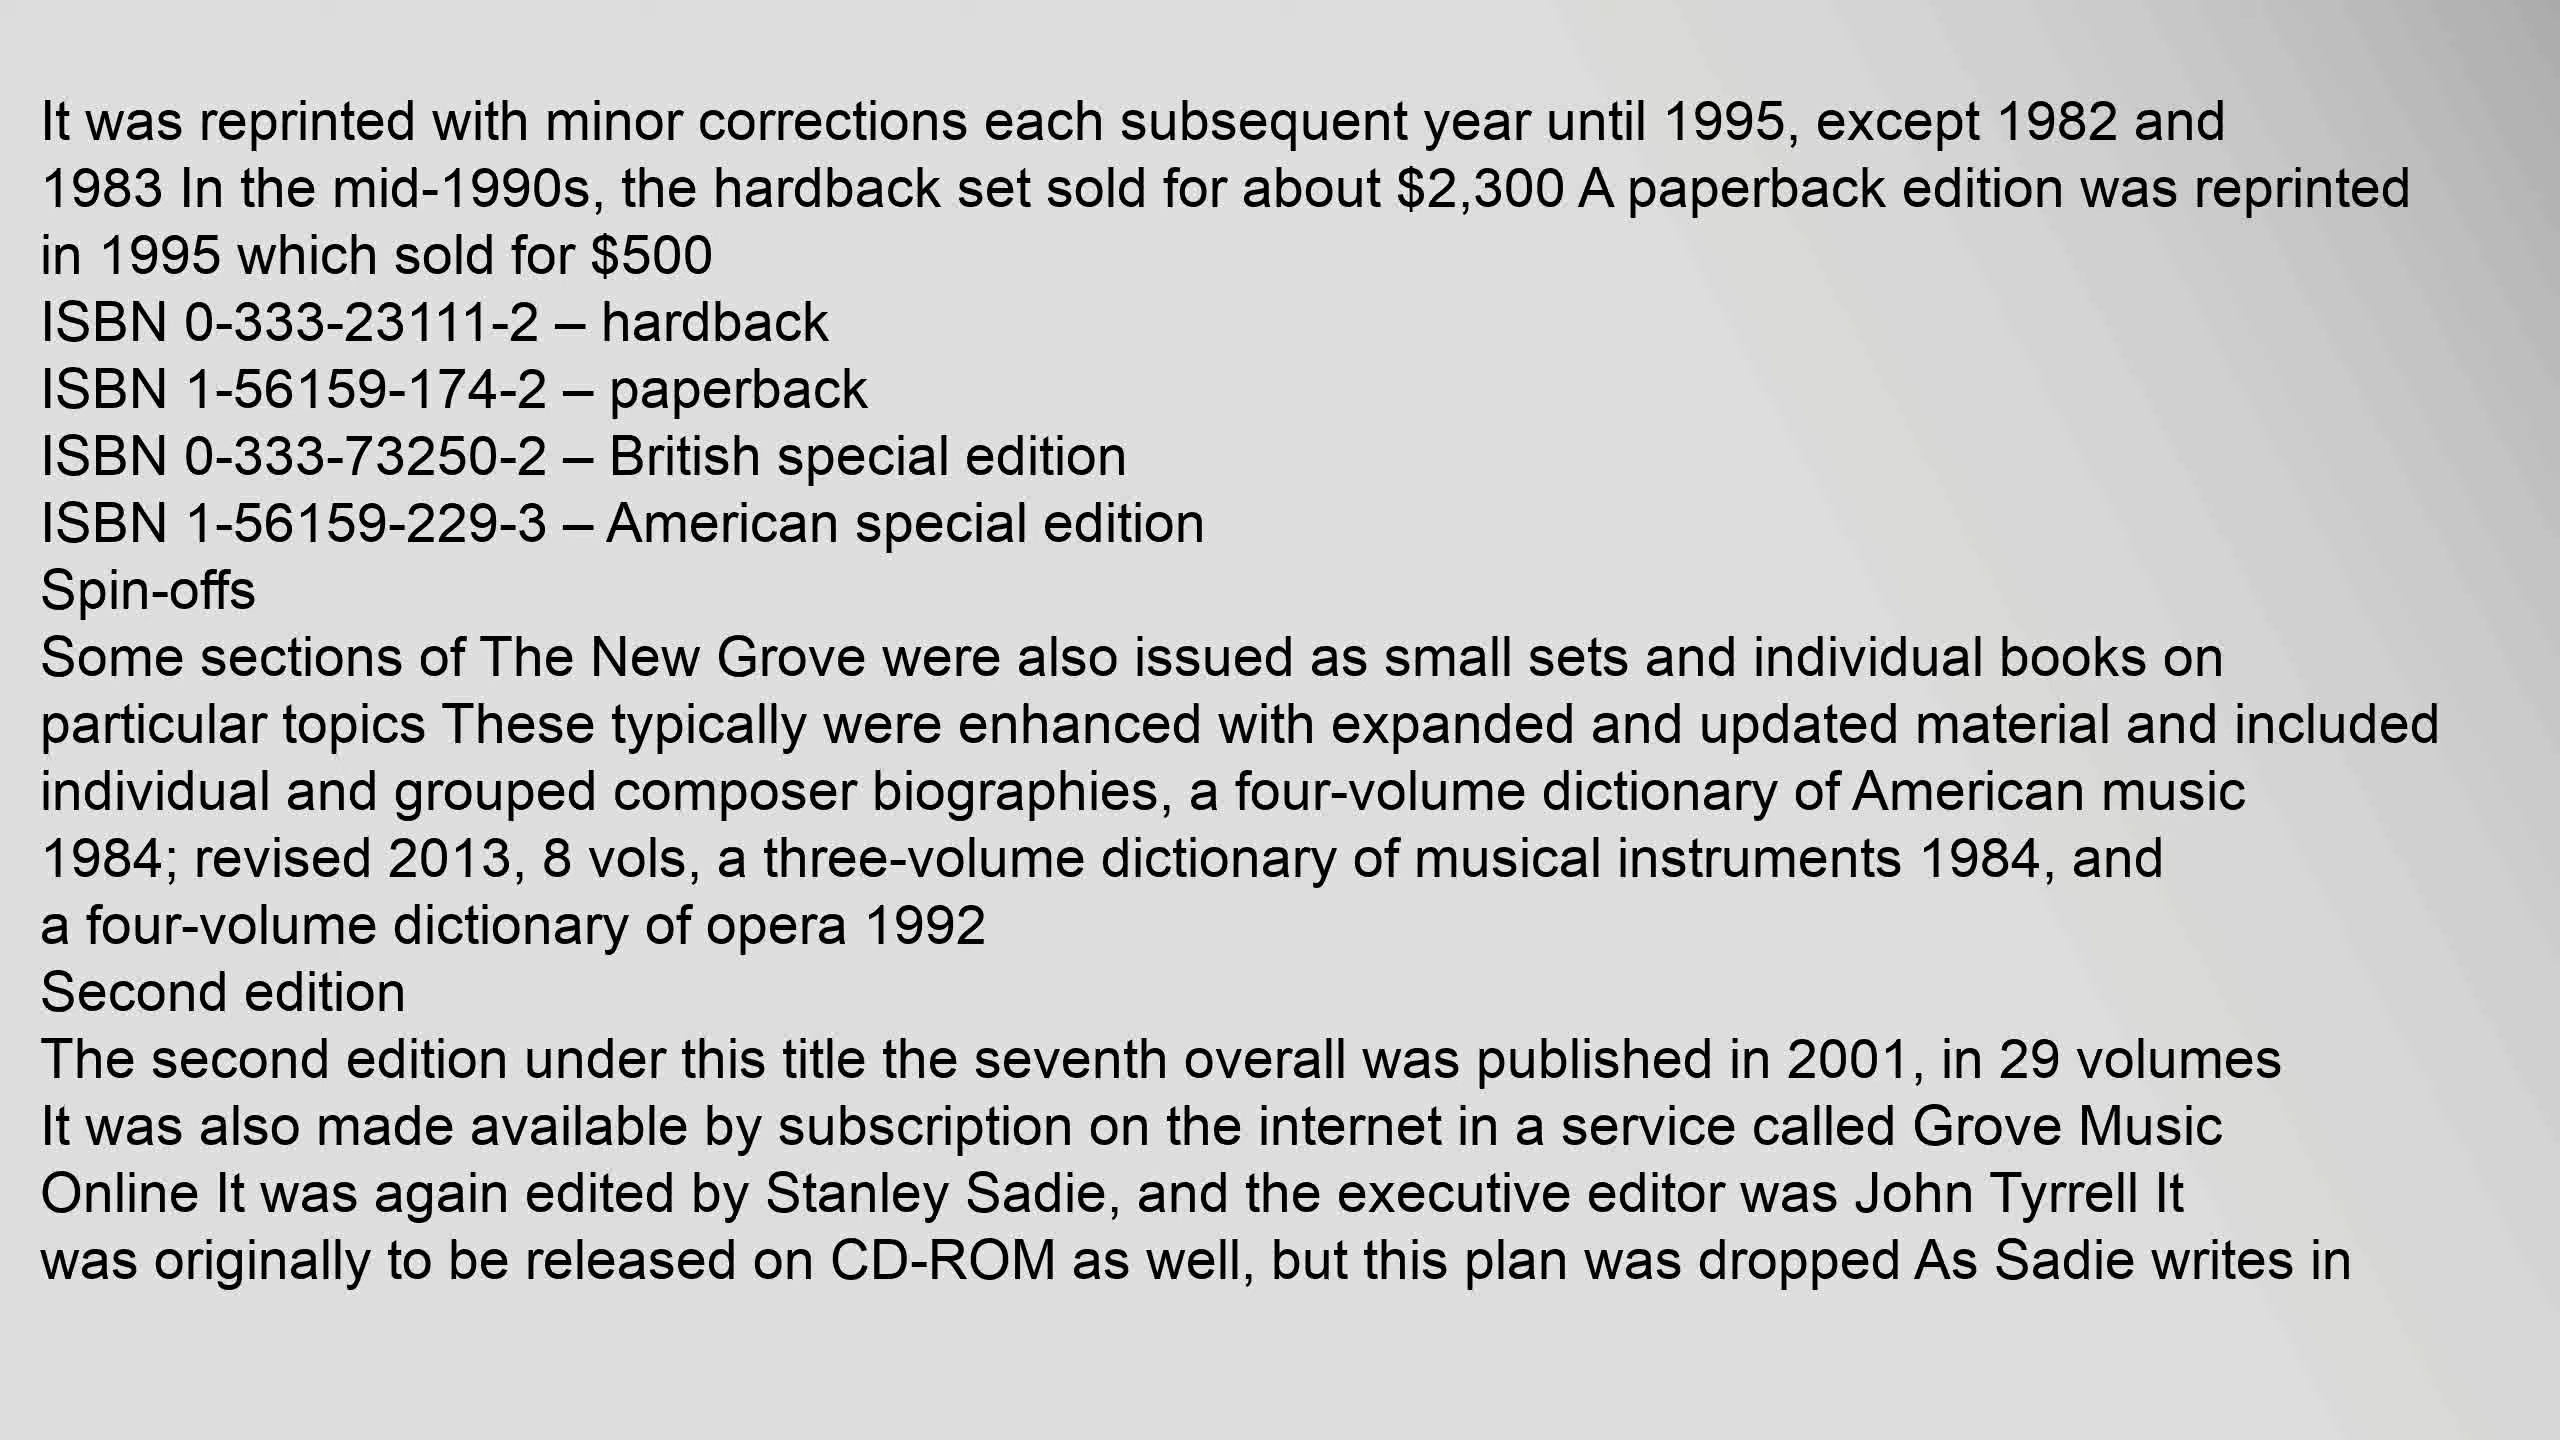 It was reprinted with minor corrections each subsequent year until 1995, except 1982 and
1983 In the mid-1990s, the hardback set sold for about $2,300 A paperback edition was reprinted
in 1995 which sold for $500
ISBN 0-333-23111-2 – hardback
ISBN 1-56159-174-2 – paperback
ISBN 0-333-73250-2 – British special edition
ISBN 1-56159-229-3 – American special edition
Spin-offs
Some sections of The New Grove were also issued as small sets and individual books on
particular topics These typically were enhanced with expanded and updated material and included
individual and grouped composer biographies, a four-volume dictionary of American music
1984; revised 2013, 8 vols, a three-volume dictionary of musical instruments 1984, and
a four-volume dictionary of opera 1992
Second edition
The second edition under this title the seventh overall was published in 2001, in 29 volumes
It was also made available by subscription on the internet in a service called Grove Music
Online It was again edited by Stanley Sadie, and the executive editor was John Tyrrell It
was originally to be released on CD-ROM as well, but this plan was dropped As Sadie writes in